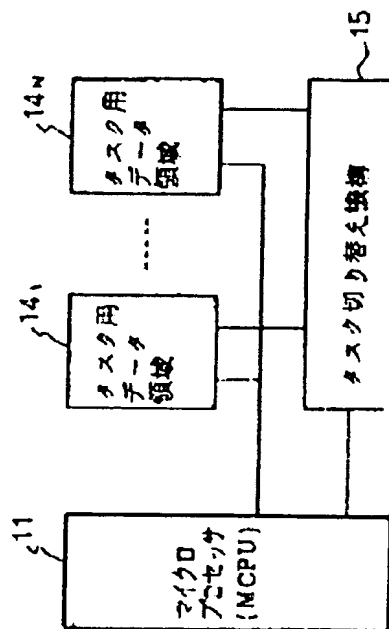 11
マイクロ
プロセッサ
(MCPU)
14₁
タスク用
データ
領域
14N
タスク用
データ
領域
15
タスク切り替え機構